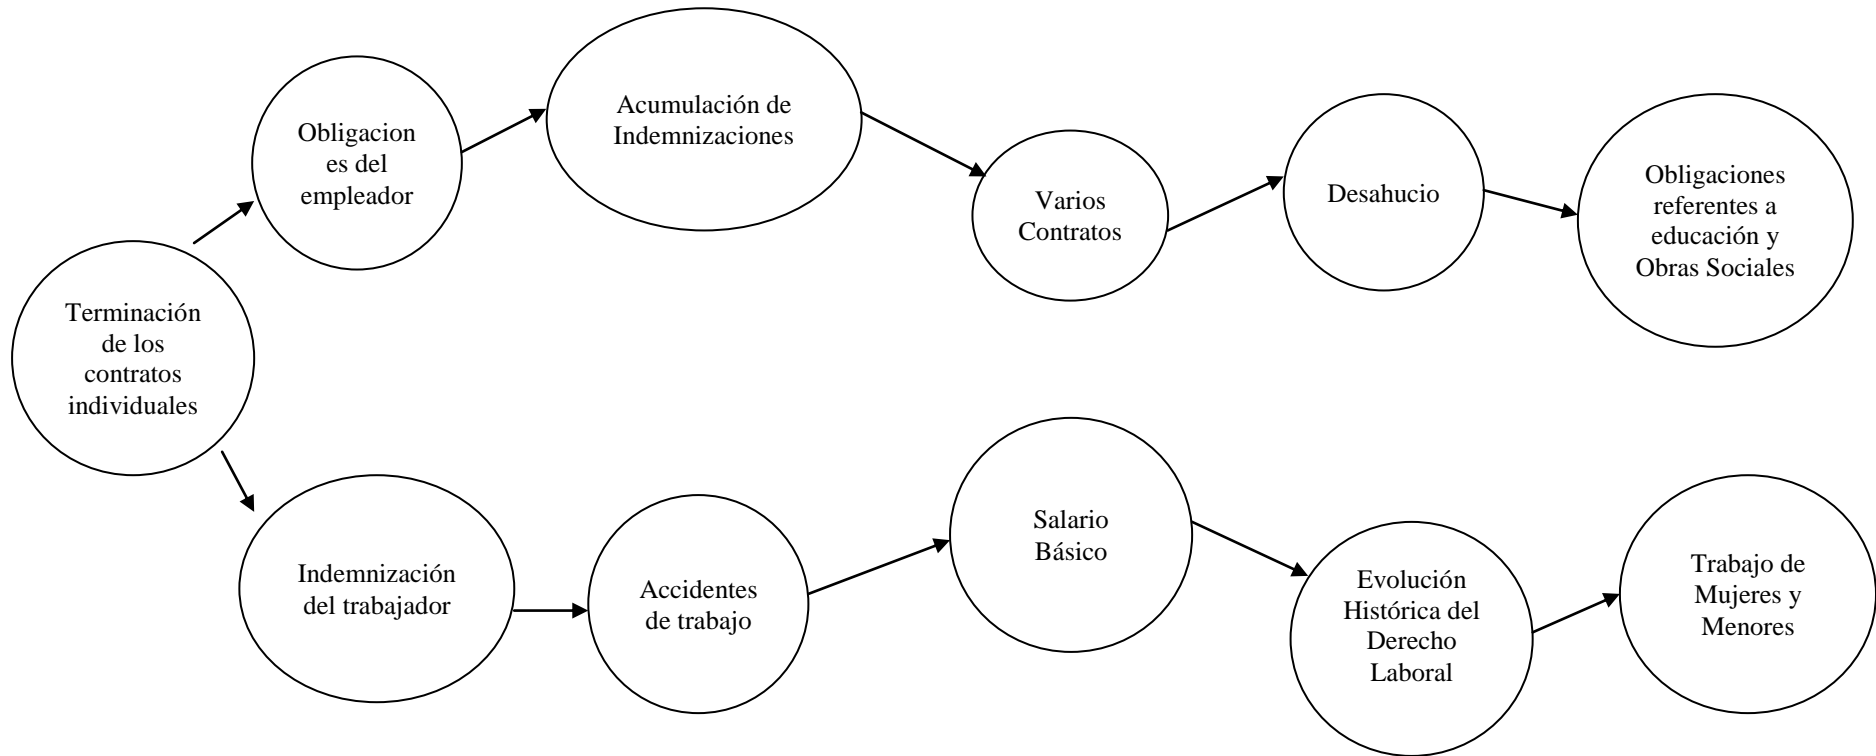 Obligacion
es del
empleador
Acumulación de
Indemnizaciones
Varios
Contratos
Desahucio
Obligaciones
referentes a
educación y
Obras Sociales
Terminación
de los
contratos
individuales
Indemnización
del trabajador
Accidentes
de trabajo
Salario
Básico
Evolución
Histórica del
Derecho
Laboral
Trabajo de
Mujeres y
Menores